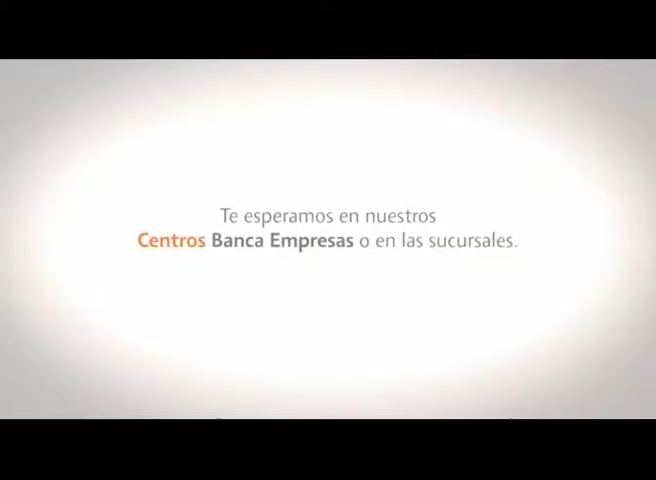 Te esperamos en nuestros
Centros Banca Empresas o en las sucursales.